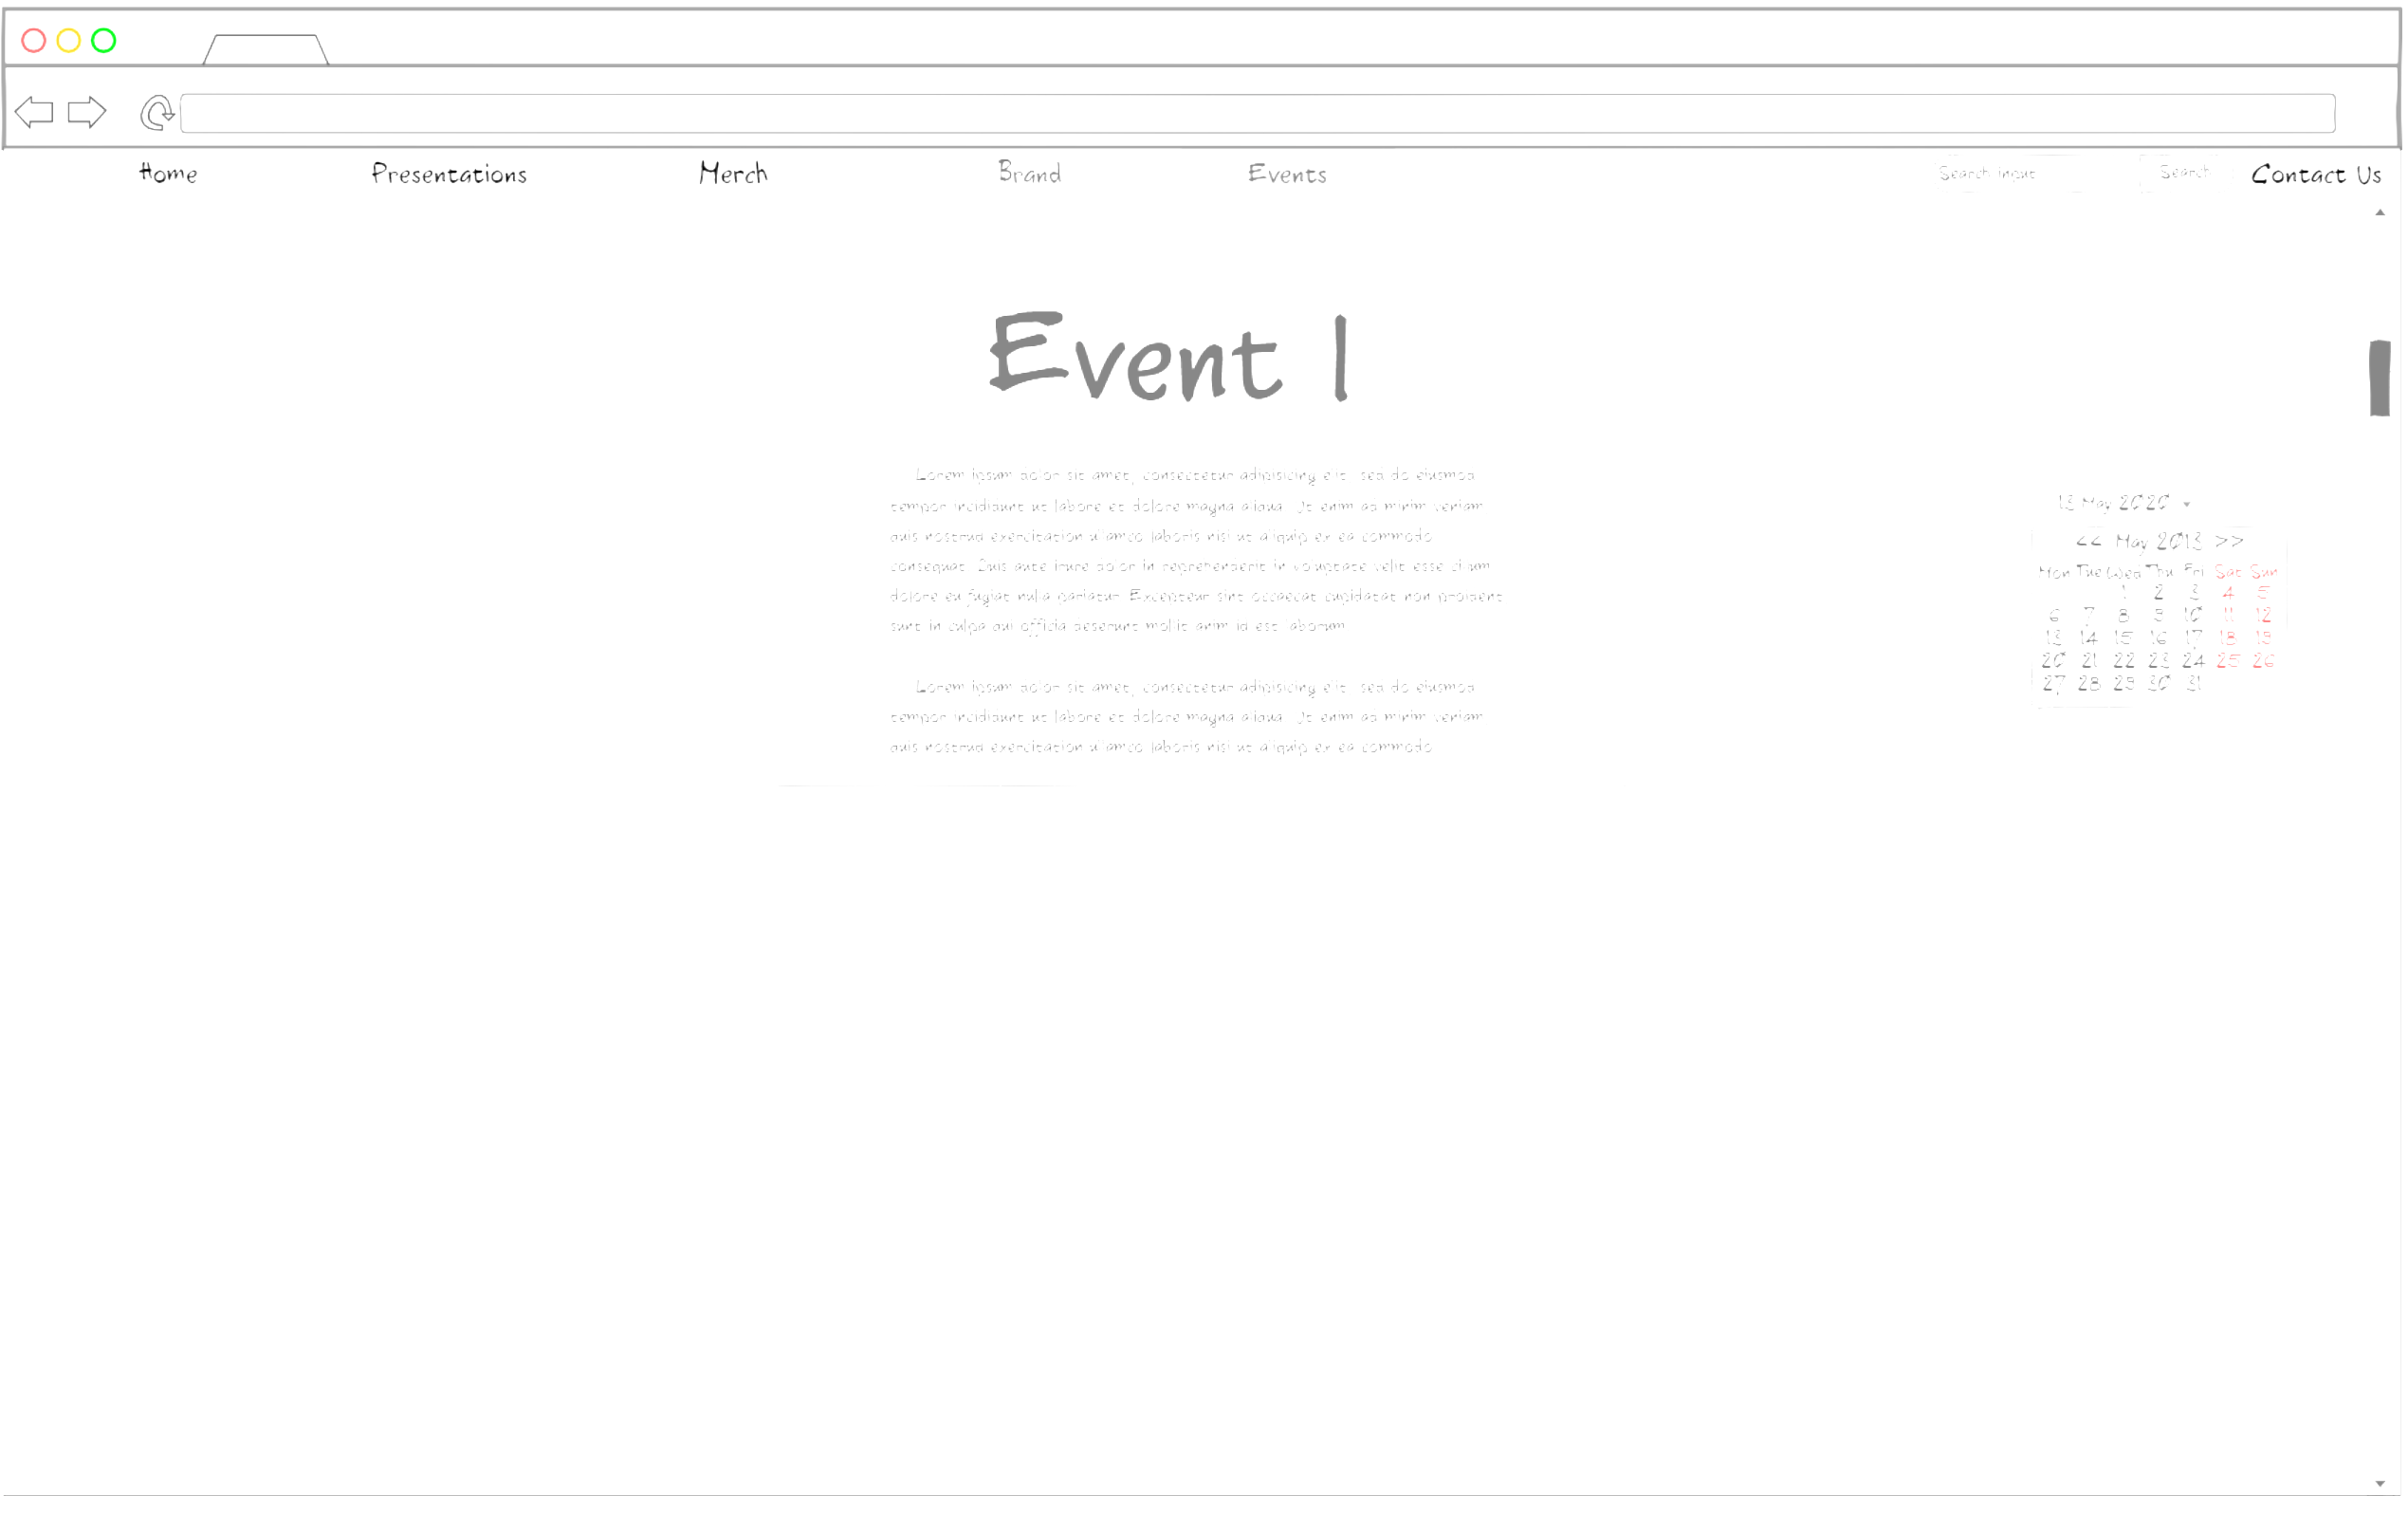 Home Presentations Merch Brand Events Search input Search Contact Us
Event 1
Lorem ipsum dolor sit amet, consectetur adipisicing elit, sed do eiusmod
tempor incididunt ut labore et dolore magna aliqua. Ut enim ad minim veniam,
quis nostrud exercitation ullamco laboris nisi ut aliquip ex ea commodo
consequat. Duis aute irure dolor in reprehenderit in voluptate velit esse cillum
dolore eu fugiat nulla pariatur. Excepteur sint occaecat cupidatat non proident,
sunt in culpa qui officia deserunt mollit anim id est laborum.
Lorem ipsum dolor sit amet, consectetur adipisicing elit, sed do eiusmod
tempor incididunt ut labore et dolore magna aliqua. Ut enim ad minim veniam,
quis nostrud exercitation ullamco laboris nisi ut aliquip ex ea commodo
13 May 2020
<< May 2013 >>
Mon Tue Wed Thu Fri Sat Sun
1 2 3 4 5
6 7 8 9 10 11 12
13 14 15 16 17 18 19
20 21 22 23 24 25 26
27 28 29 30 31